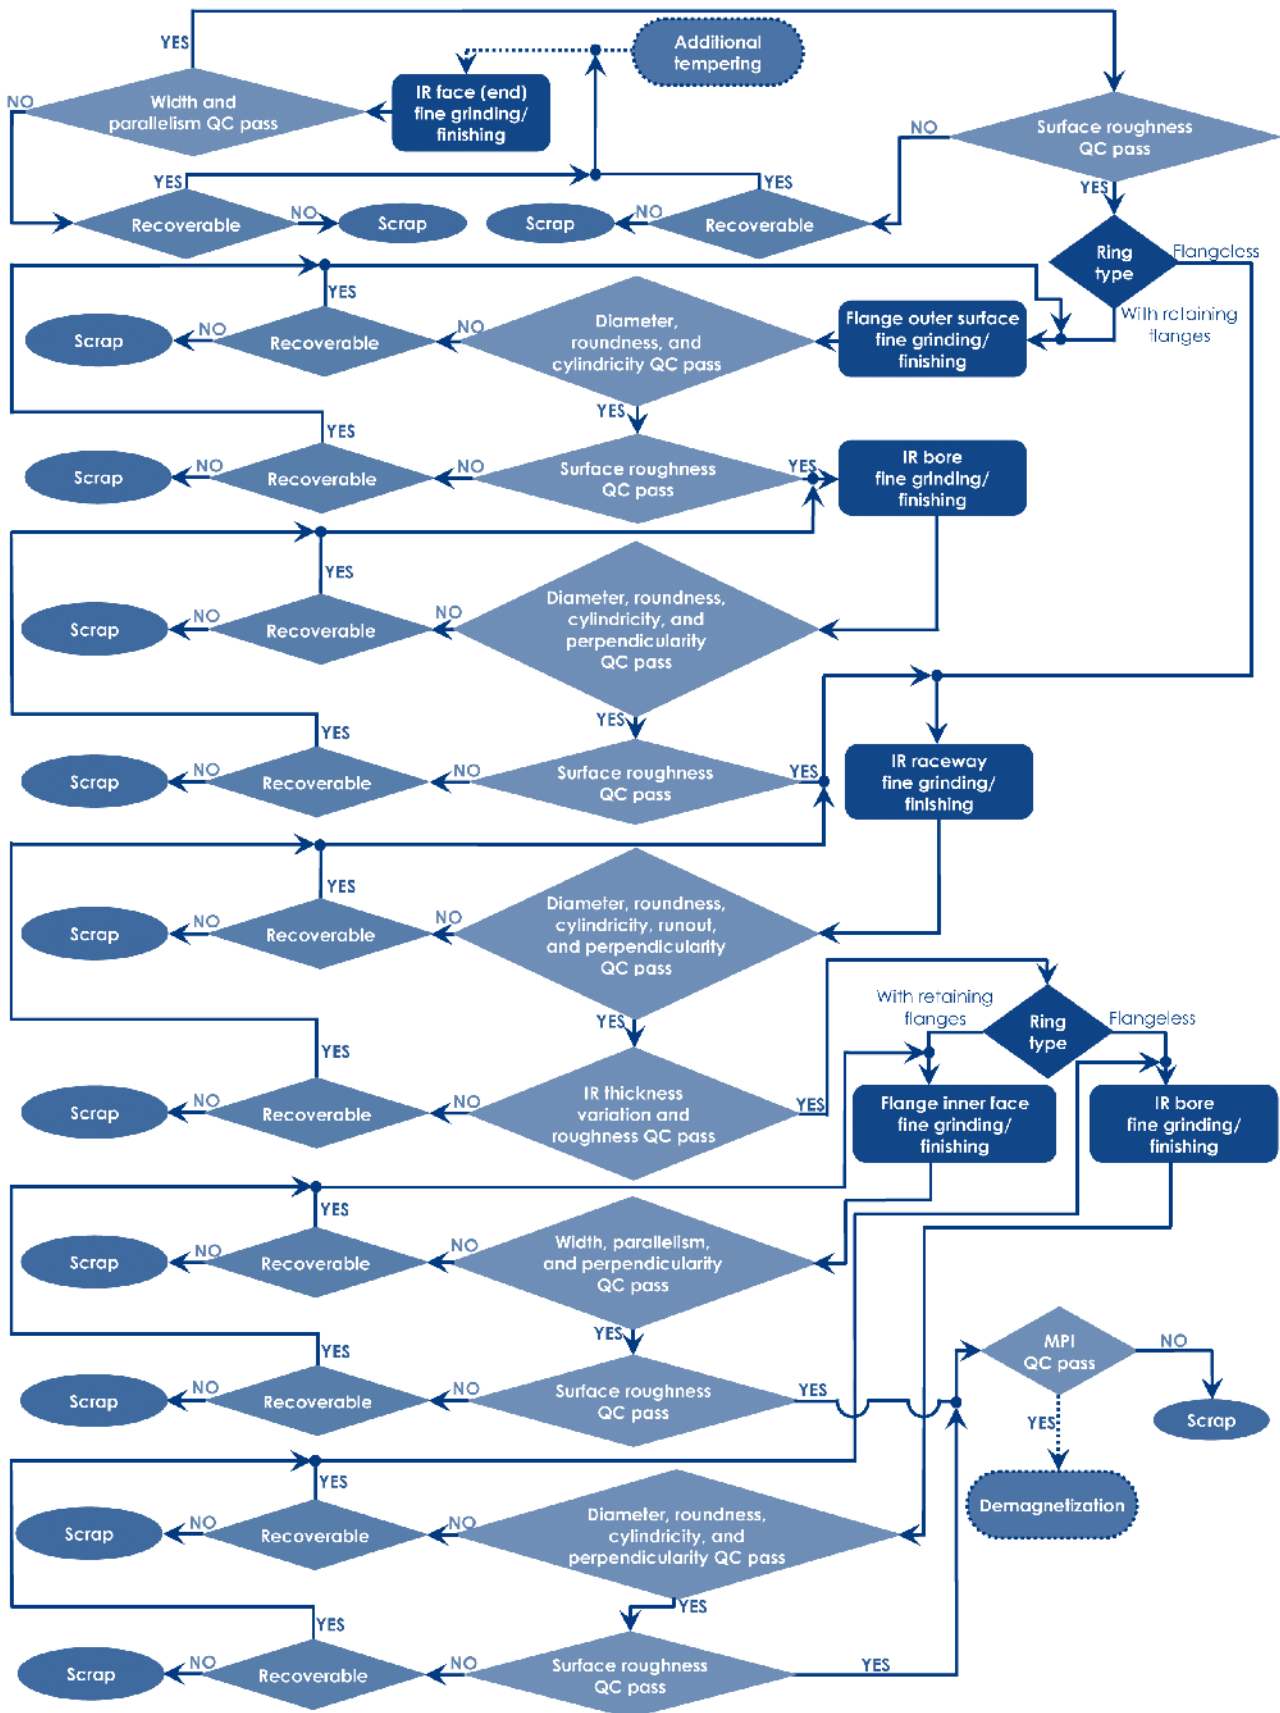 YES
Additional
tempering
NO
Width and
parallelism QC pass
IR face (end)
fine grinding/
finishing
NO
Surface roughness
QC pass
YES
YES
YES
Recoverable
NO
Scrap
Scrap
NO
Recoverable
Ring
type
Flangeless
With retaining
flanges
YES
Scrap
NO
Recoverable
NO
Diameter,
roundness, and
cylindricity QC pass
Flange outer surface
fine grinding/
finishing
YES
YES
Scrap
NO
Recoverable
NO
Surface roughness
QC pass
YES
IR bore
fine grinding/
finishing
YES
Scrap
NO
Recoverable
NO
Diameter, roundness,
cylindricity, and
perpendicularity
QC pass
YES
YES
Scrap
NO
Recoverable
NO
Surface roughness
QC pass
YES
IR raceway
fine grinding/
finishing
YES
Scrap
NO
Recoverable
NO
Diameter, roundness,
cylindricity, runout,
and perpendicularity
QC pass
With retaining
flanges
Ring
type
Flangeless
YES
YES
Scrap
NO
Recoverable
NO
IR thickness
variation and
roughness QC pass
YES
Flange inner face
fine grinding/
finishing
IR bore
fine grinding/
finishing
YES
Scrap
NO
Recoverable
NO
Width, parallelism,
and perpendicularity
QC pass
YES
YES
MPI
QC pass
NO
Scrap
NO
Recoverable
NO
Surface roughness
QC pass
YES
YES
Scrap
YES
Scrap
NO
Recoverable
NO
Diameter, roundness,
cylindricity, and
perpendicularity QC pass
Demagnetization
YES
YES
Scrap
NO
Recoverable
NO
Surface roughness
QC pass
YES